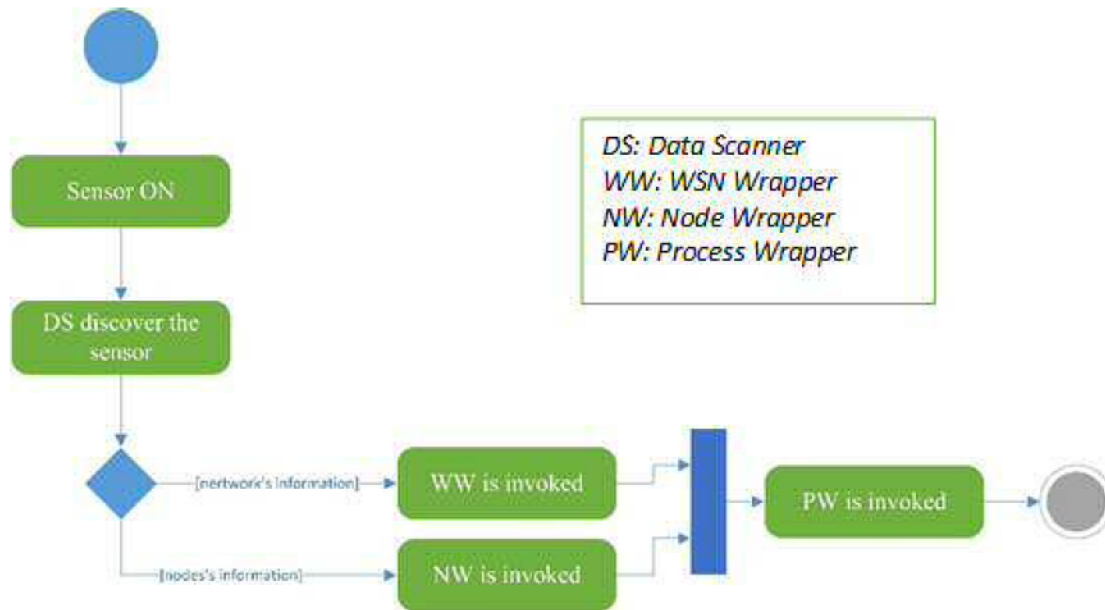 Sensor ON
DS: Data Scanner
WW: WSN Wrapper
NW: Node Wrapper
PW: Process Wrapper
DS discover the
sensor
[nertwork's information]
WW is invoked
PW is invoked
[nodes's information]
NW is invoked